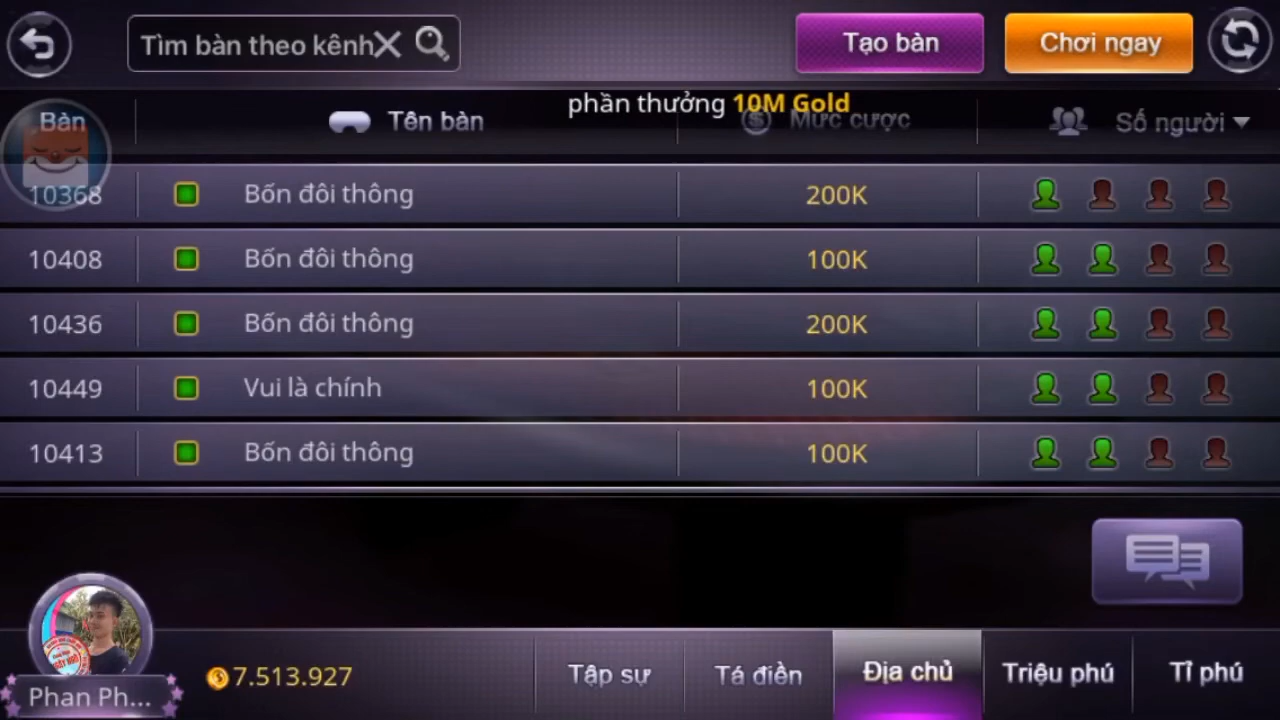 Tìm bàn theo kênh
Tạo bàn
Chơi ngay
phần thưởng 10M Gold
Bàn
Tên bàn
Mức cược
Số người
10368 Bốn đôi thông 200K
10408 Bốn đôi thông 100K
10436 Bốn đôi thông 200K
10449 Vui là chính 100K
10413 Bốn đôi thông 100K
Phan Ph...
7.513.927
Tập sự
Tá điền
Địa chủ
Triệu phú
Tỉ phú